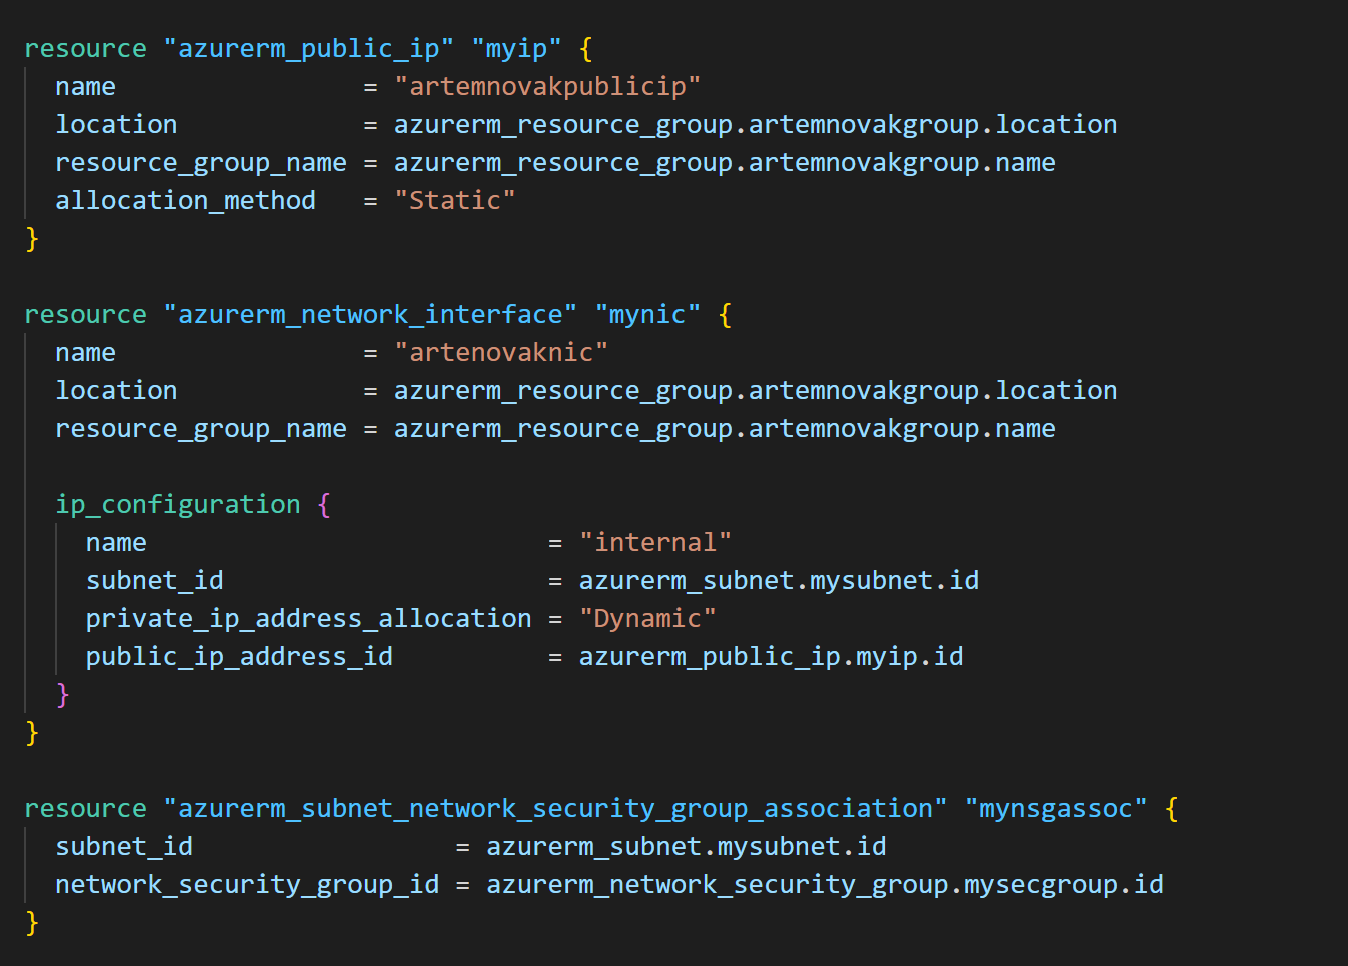 resource "azurerm_public_ip" "myip" {
  name                = "artemnovakpublicip"
  location            = azurerm_resource_group.artemnovakgroup.location
  resource_group_name = azurerm_resource_group.artemnovakgroup.name
  allocation_method   = "Static"
}

resource "azurerm_network_interface" "mynic" {
  name                = "artenovaknic"
  location            = azurerm_resource_group.artemnovakgroup.location
  resource_group_name = azurerm_resource_group.artemnovakgroup.name

  ip_configuration {
    name                          = "internal"
    subnet_id                     = azurerm_subnet.mysubnet.id
    private_ip_address_allocation = "Dynamic"
    public_ip_address_id          = azurerm_public_ip.myip.id
  }
}

resource "azurerm_subnet_network_security_group_association" "mynsgassoc" {
  subnet_id                 = azurerm_subnet.mysubnet.id
  network_security_group_id = azurerm_network_security_group.mysecgroup.id
}